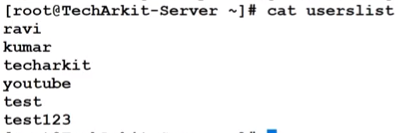 [root@TechArkit-Server ~]# cat userslist
ravi
kumar
techarkit
youtube
test
test123